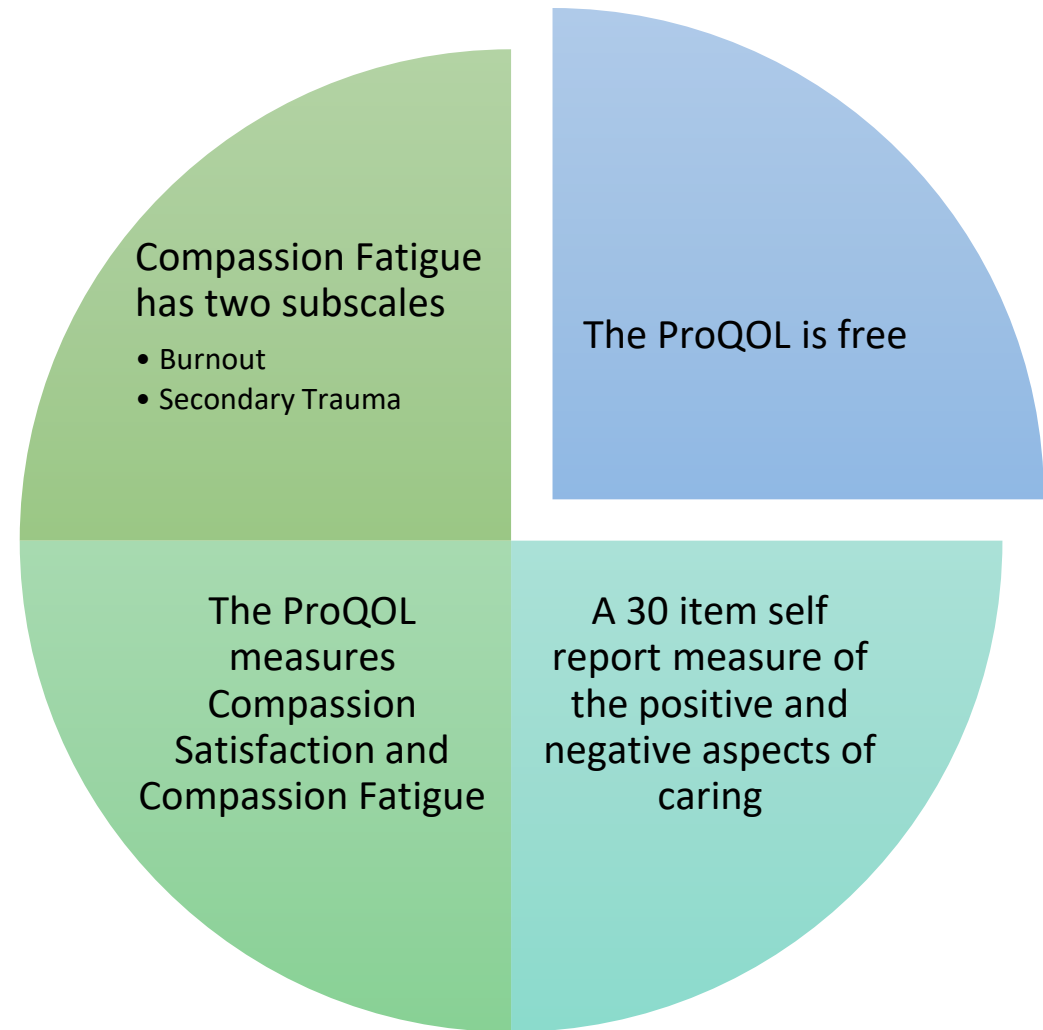 Compassion Fatigue
has two subscales
• Burnout
• Secondary Trauma
The ProQOL is free
The ProQOL
measures
Compassion
Satisfaction and
Compassion Fatigue
A 30 item self
report measure of
the positive and
negative aspects of
caring